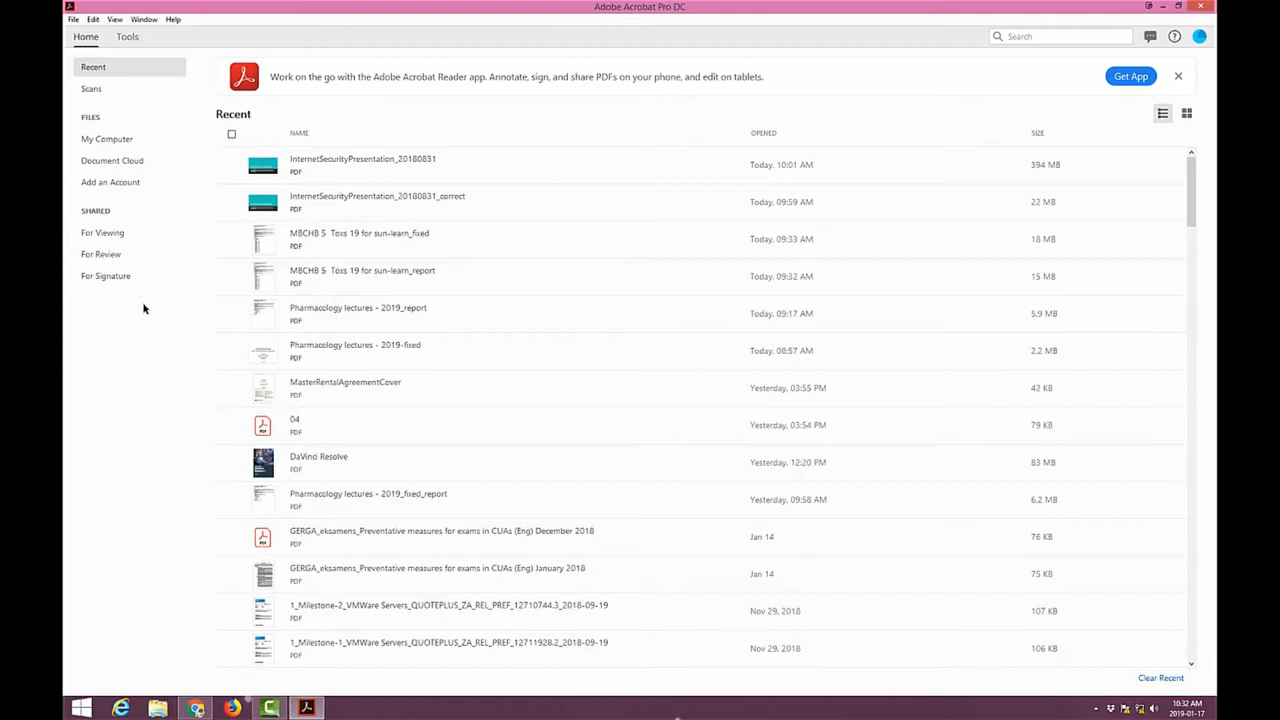 Adobe Acrobat Pro DC
File Edit View Window Help
Home Tools
Search
Recent
Scans
FILES
My Computer
Document Cloud
Add an Account
SHARED
For Viewing
For Review
For Signature
Work on the go with the Adobe Acrobat Reader app. Annotate, sign, and share PDFs on your phone, and edit on tablets.
Get App
Recent
NAME OPENED SIZE
InternetSecurityPresentation_20180831 Today, 10:01 AM 394 MB
PDF
InternetSecurityPresentation_20180831_correct Today, 09:59 AM 22 MB
PDF
MBCHB 5 Toxs 19 for sun-learn_fixed Today, 09:33 AM 18 MB
PDF
MBCHB 5 Toxs 19 for sun-learn_report Today, 09:32 AM 15 MB
PDF
Pharmacology lectures - 2019_report Today, 09:17 AM 5,9 MB
PDF
Pharmacology lectures - 2019-fixed Today, 08:57 AM 2,2 MB
PDF
MasterRentalAgreementCover Yesterday, 03:55 PM 42 KB
PDF
04 Yesterday, 03:54 PM 79 KB
PDF
DaVinci Resolve Yesterday, 12:20 PM 83 MB
PDF
Pharmacology lectures - 2019_fixed_report Yesterday, 09:58 AM 6,2 MB
PDF
GERGA_eksamens_Preventative measures for exams in CUAs (Eng) December 2018 Jan 14 76 KB
PDF
GERGA_eksamens_Preventative measures for exams in CUAs (Eng) January 2018 Jan 14 75 KB
PDF
1_Milestone-2_VMWare Servers_QUOTEPLUS_ZA_REL_PREF_12710744.3_2018-09-19 Nov 29, 2018 107 KB
PDF
1_Milestone-1_VMWare Servers_QUOTEPLUS_ZA_REL_PREF_12711928.2_2018-09-19 Nov 29, 2018 106 KB
PDF
Clear Recent
10:32 AM
2019-01-17